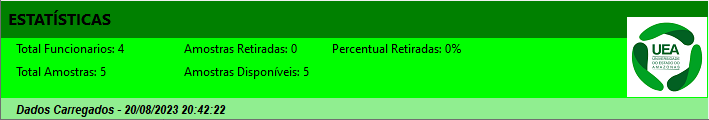 ESTATÍSTICAS
Total Funcionarios: 4 Amostras Retiradas: 0 Percentual Retiradas: 0%
Total Amostras: 5 Amostras Disponíveis: 5
UEA
UNIVERSIDADE
DO ESTADO DO
AMAZONAS
Dados Carregados - 20/08/2023 20:42:22